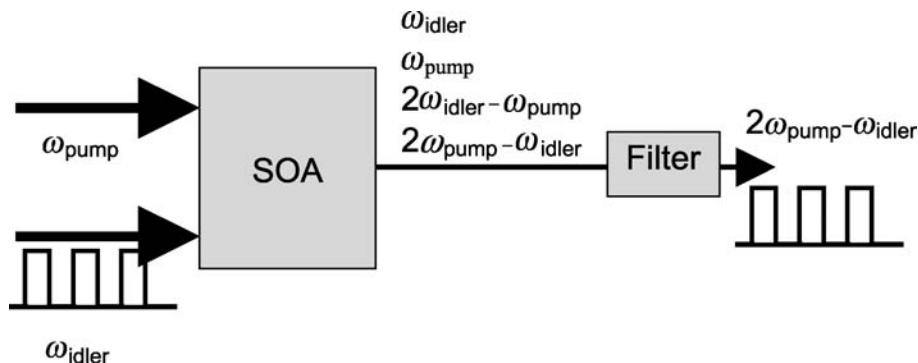 ω_idler
ω_pump
2ω_idler − ω_pump
2ω_pump − ω_idler
ω_pump
SOA
Filter
2ω_pump−ω_idler
ω_idler